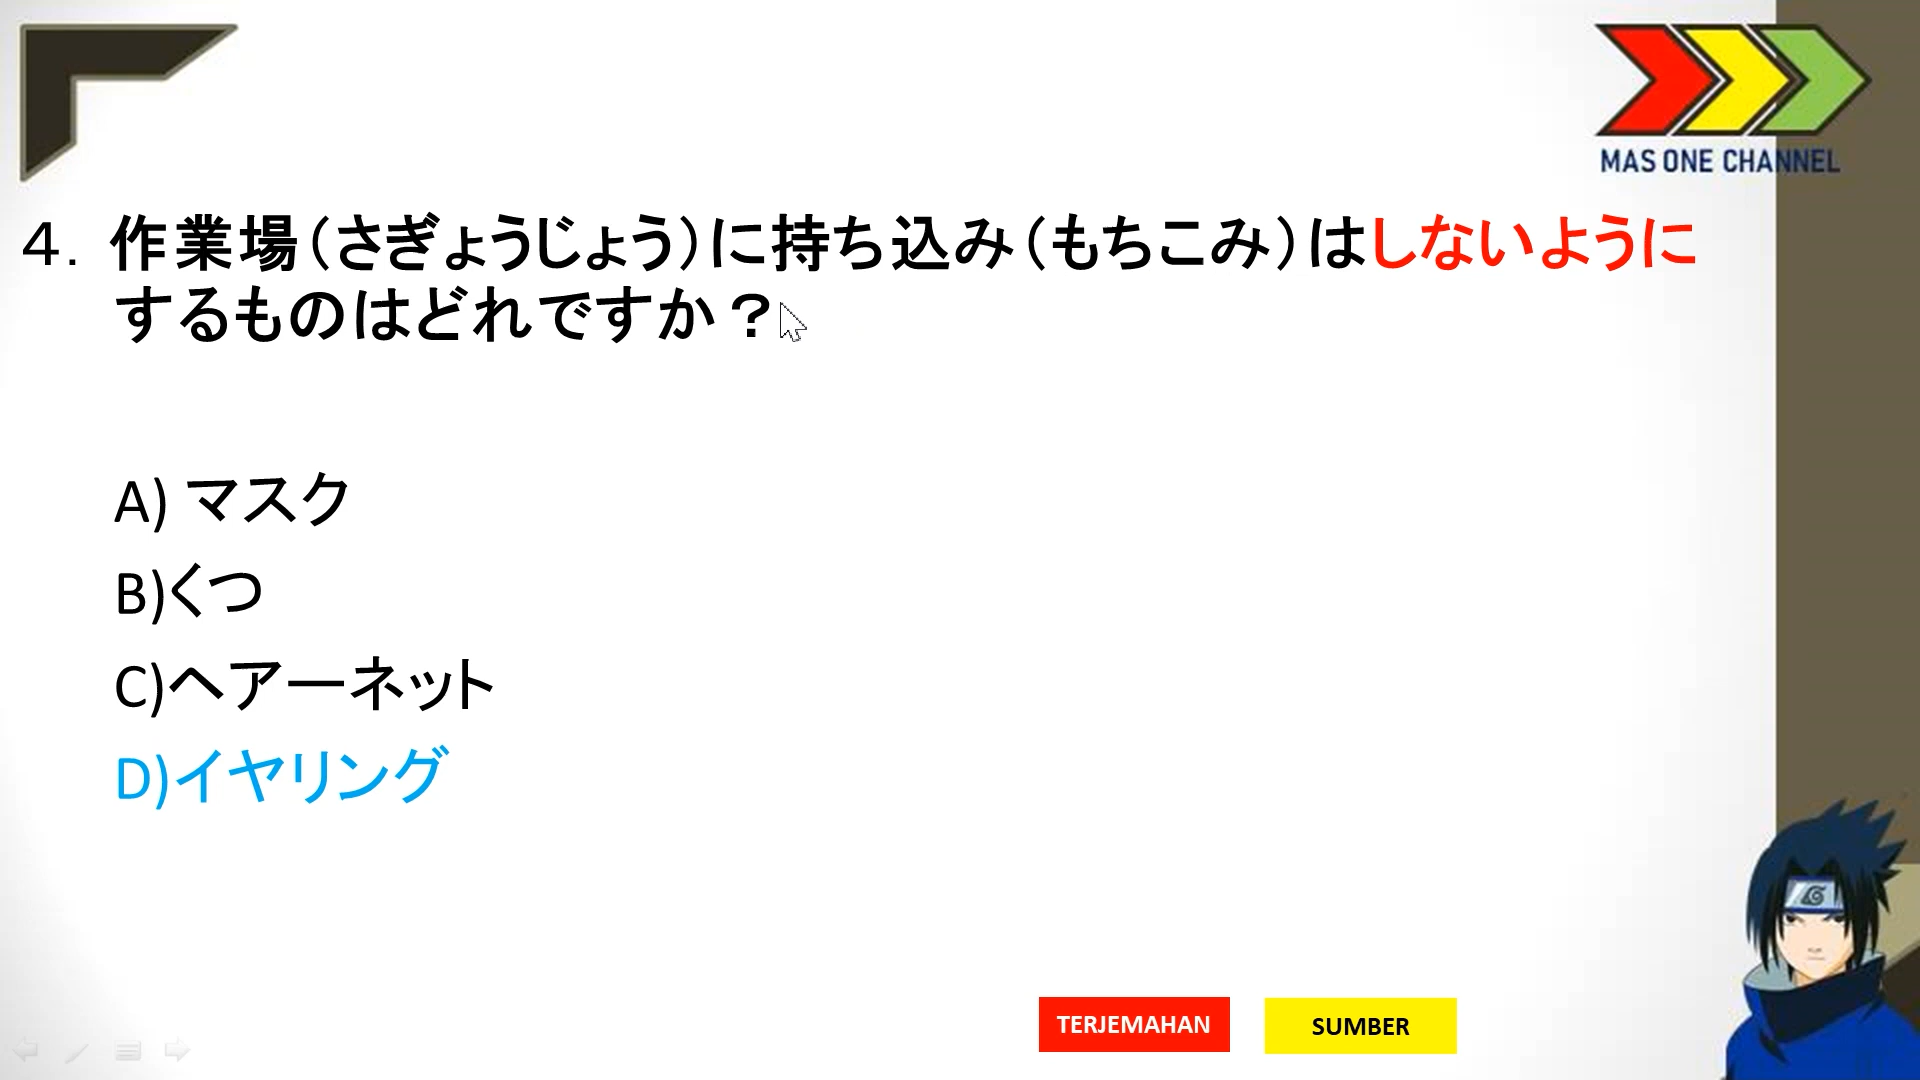 MAS ONE CHANNEL
４．作業場（さぎょうじょう）に持ち込み（もちこみ）はしないように
するものはどれですか？
A) マスク
B)くつ
C)ヘアーネット
D)イヤリング
TERJEMAHAN
SUMBER